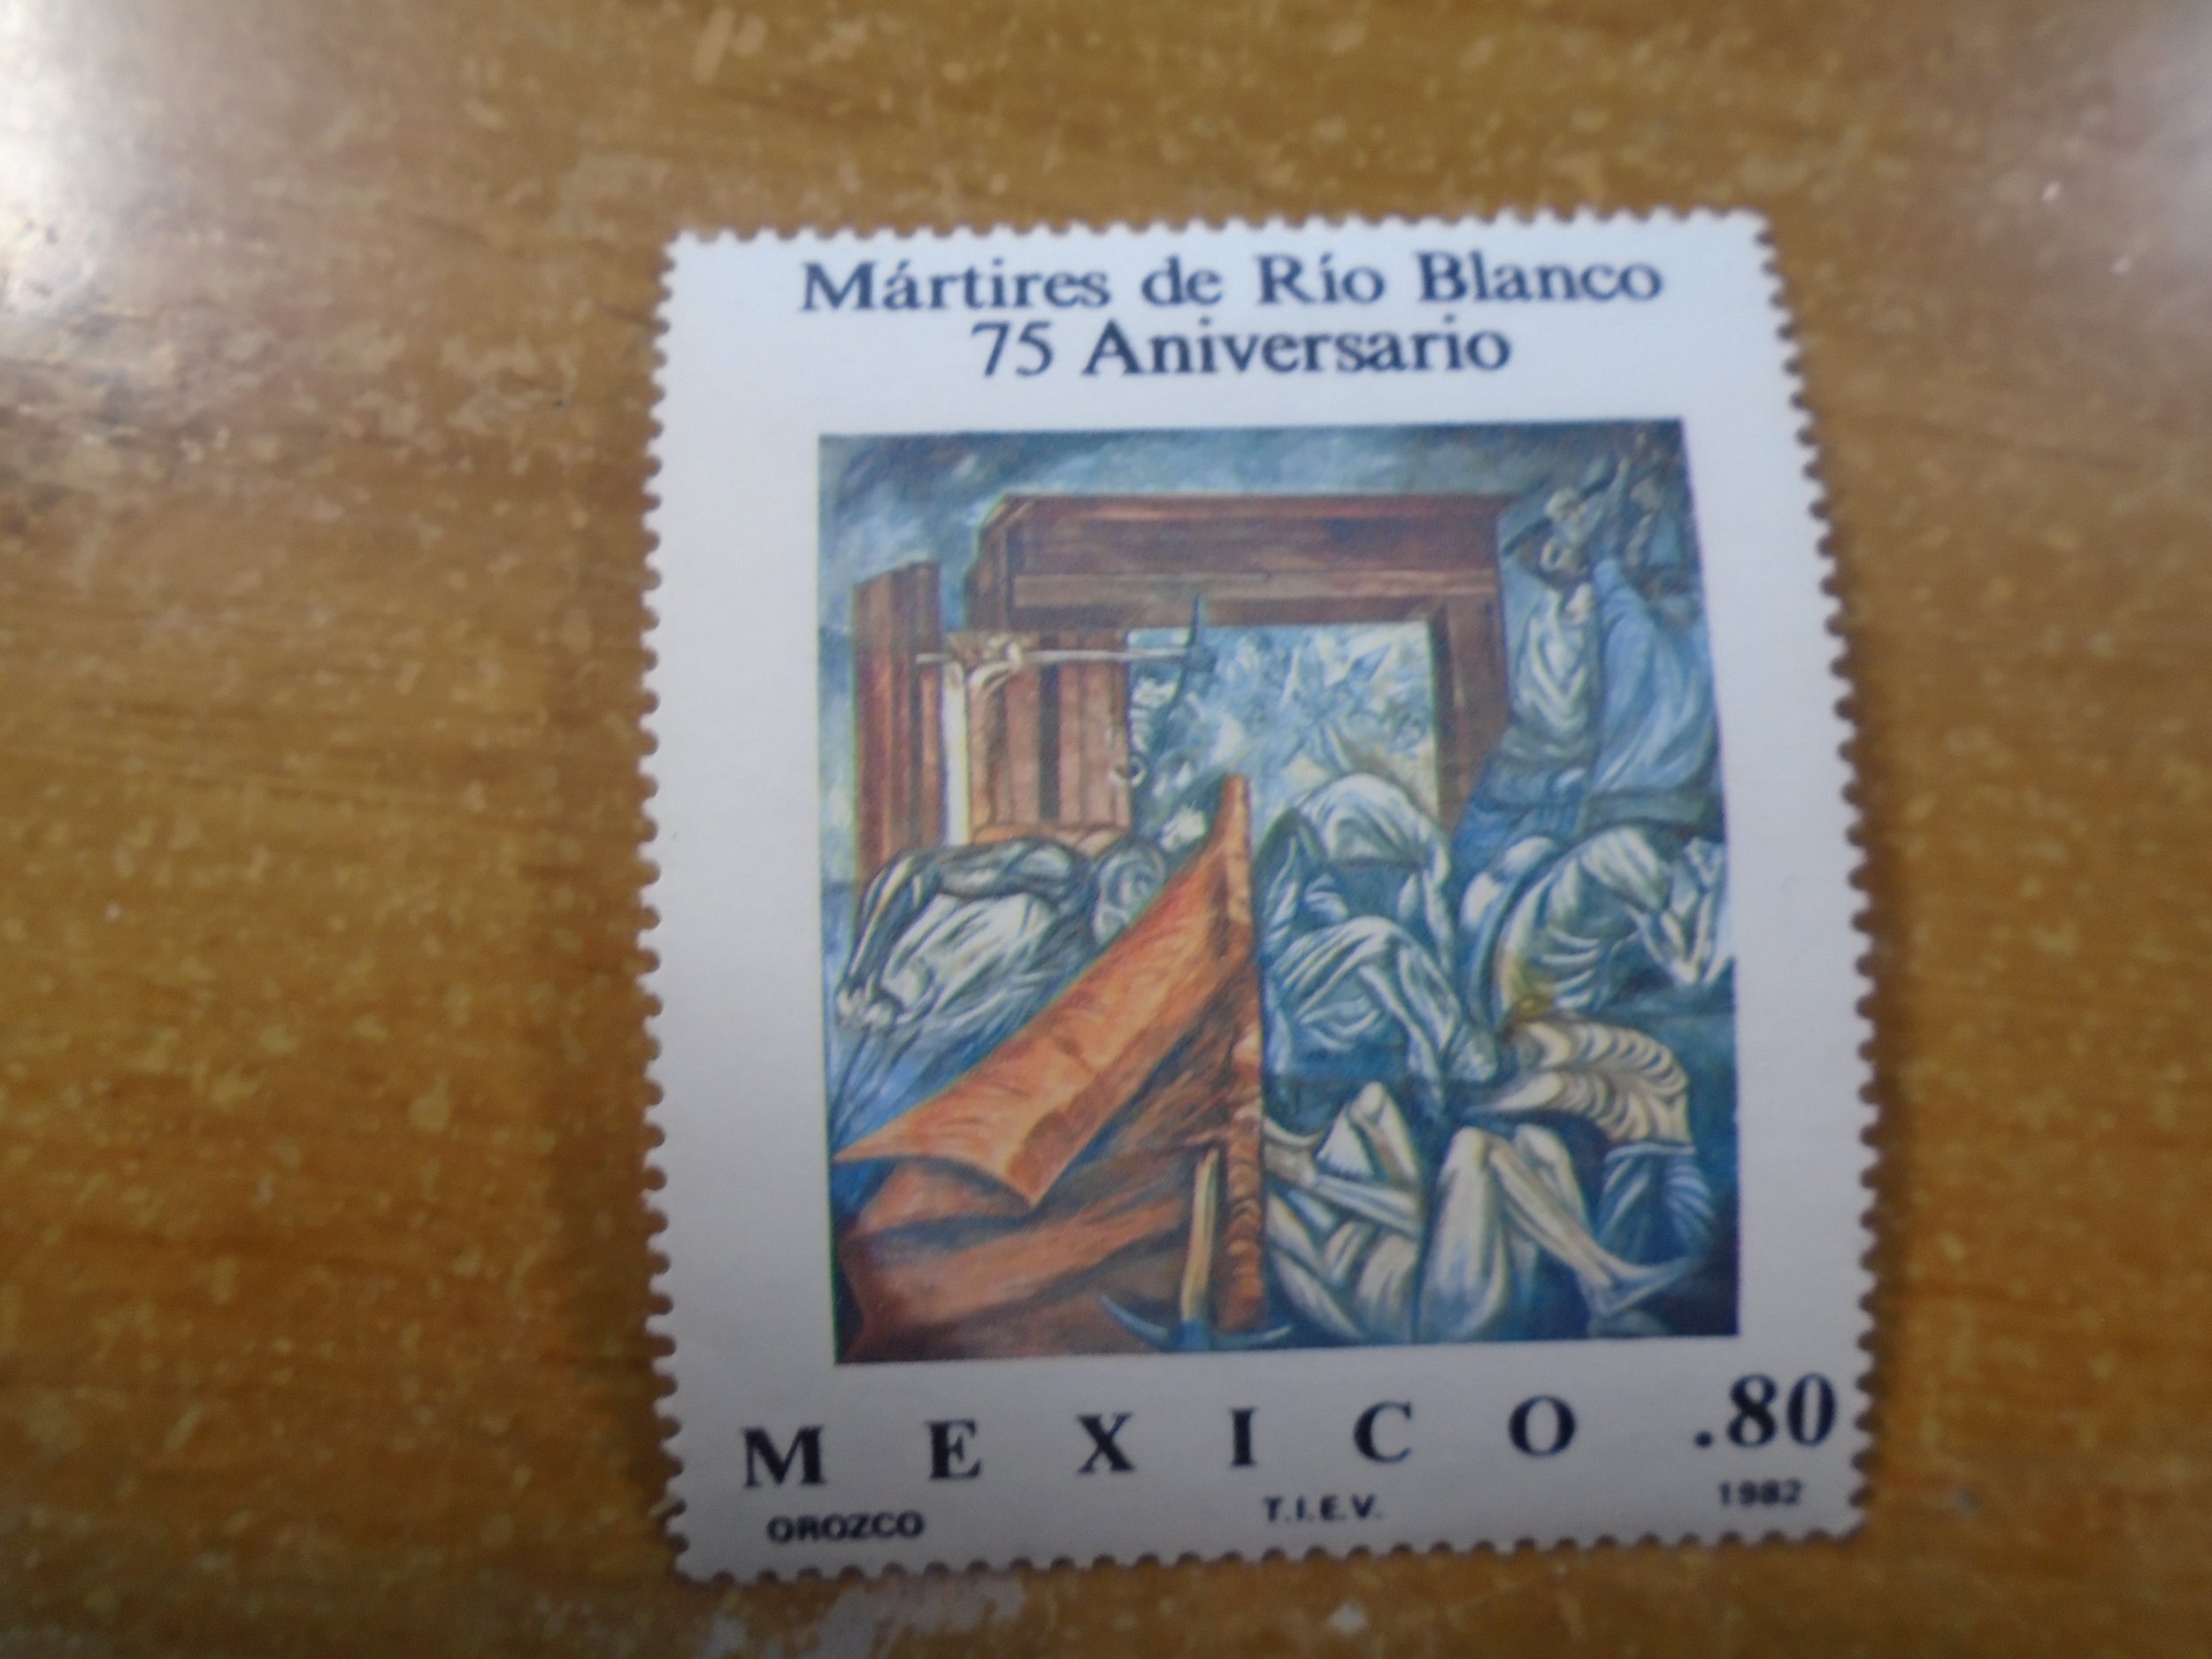 Mártires de Río Blanco
75 Aniversario
MEXICO .80
OROZCO T.I.E.V. 1982